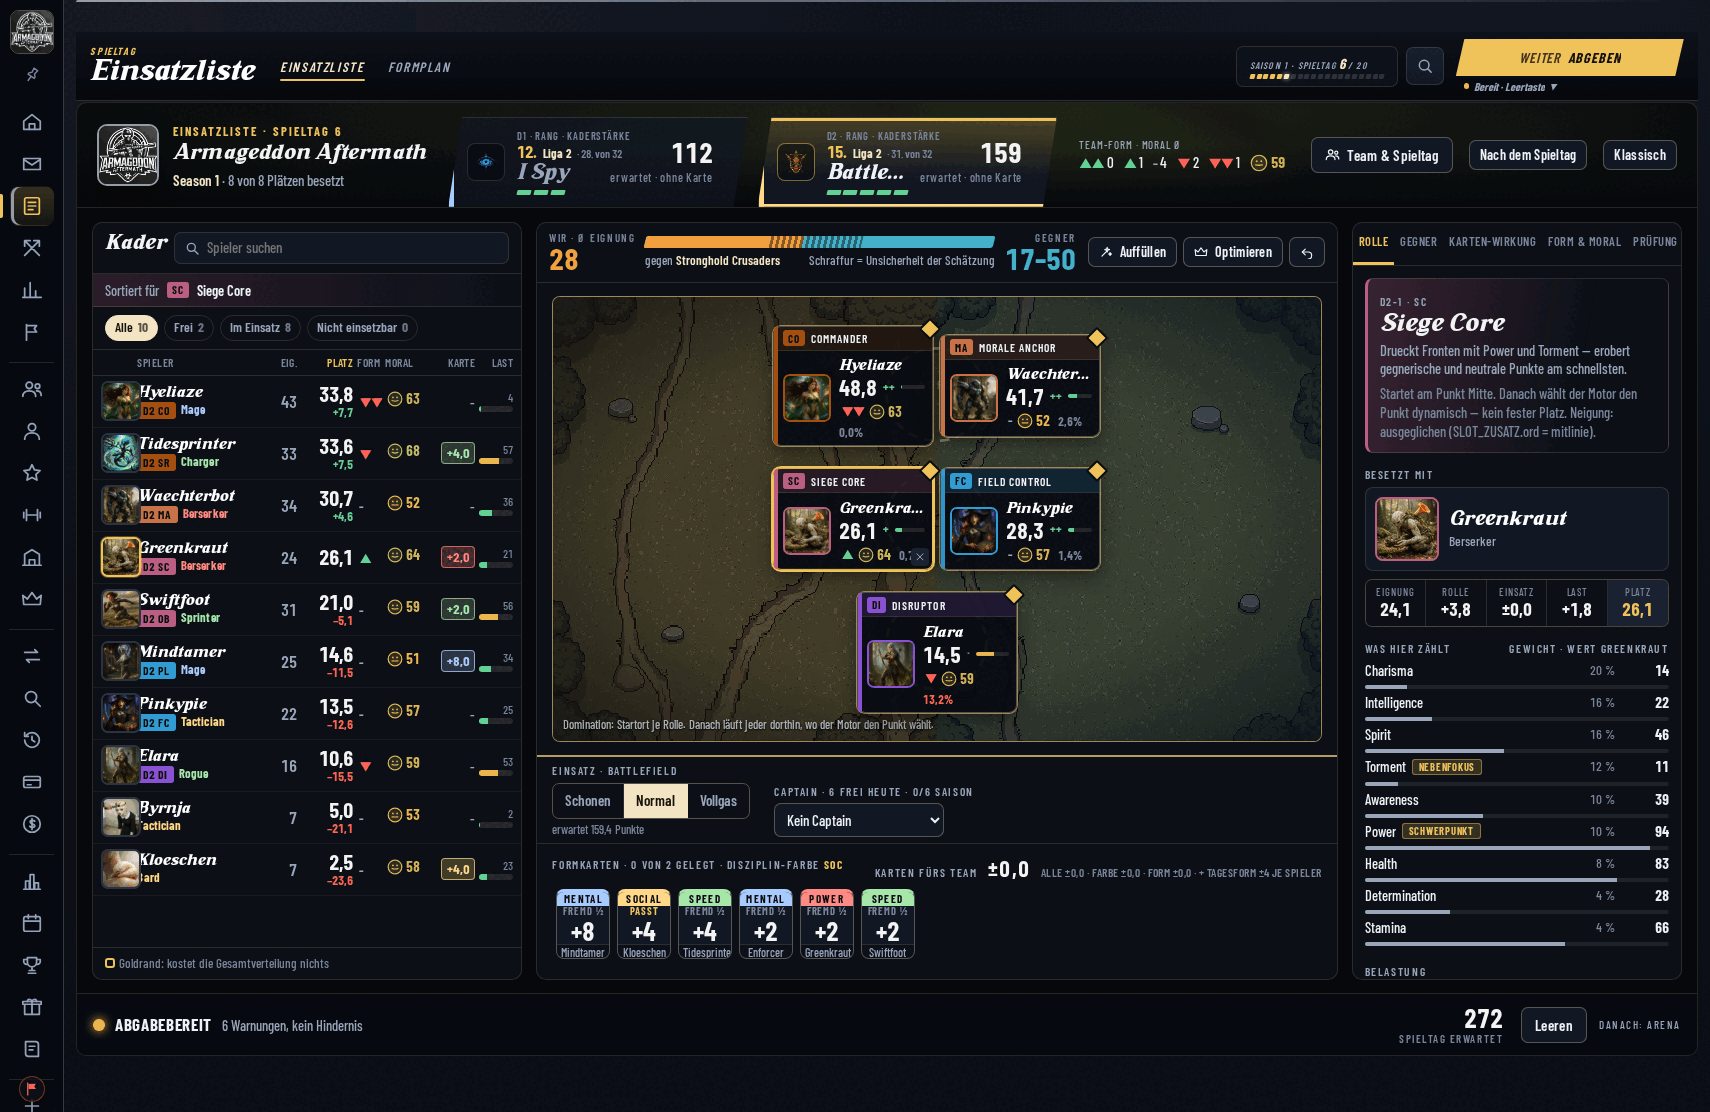 SPIELTAG
Einsatzliste
EINSATZLISTE
FORMPLAN
SAISON 1 · SPIELTAG 6 / 20
WEITER ABGEBEN
Bereit · Leertaste ▼
EINSATZLISTE · SPIELTAG 6
Armageddon Aftermath
Season 1 · 8 von 8 Plätzen besetzt
D1 · RANG · KADERSTÄRKE
12. Liga 2 · 28. von 32
I Spy
112
erwartet · ohne Karte
D2 · RANG · KADERSTÄRKE
15. Liga 2 · 31. von 32
Battle...
159
erwartet · ohne Karte
TEAM-FORM · MORAL Ø
▲▲0 ▲1 –4 ▼2 ▼▼1 59
Team & Spieltag
Nach dem Spieltag
Klassisch
Kader
Spieler suchen
Sortiert für SC Siege Core
Alle 10
Frei 2
Im Einsatz 8
Nicht einsetzbar 0
SPIELER EIG. PLATZ FORM MORAL KARTE LAST
Hyeliaze
D2 CO Mage
43 33,8 +7,7 ▼▼ 63 - 4
Tidesprinter
D2 SR Charger
33 33,6 +7,5 ▼ 68 +4,0 57
Waechterbot
D2 MA Berserker
34 30,7 +4,6 - 52 - 36
Greenkraut
D2 SC Berserker
24 26,1 ▲ 64 +2,0 21
Swiftfoot
D2 OB Sprinter
31 21,0 –5,1 - 59 +2,0 56
Mindtamer
D2 PL Mage
25 14,6 –11,5 - 51 +8,0 34
Pinkypie
D2 FC Tactician
22 13,5 –12,6 - 57 - 25
Elara
D2 DI Rogue
16 10,6 –15,5 ▼ 59 - 53
Byrnja
Tactician
7 5,0 –21,1 - 53 - 2
Kloeschen
Bard
7 2,5 –23,6 - 58 +4,0 23
Goldrand: kostet die Gesamtverteilung nichts
WIR · Ø EIGNUNG
28
gegen Stronghold Crusaders
Schraffur = Unsicherheit der Schätzung
GEGNER
17–50
Auffüllen
Optimieren
CO COMMANDER
Hyeliaze
48,8 ++
▼▼ 63
0,0%
MA MORALE ANCHOR
Waechter...
41,7 ++
- 52 2,6%
SC SIEGE CORE
Greenkra...
26,1 +
▲ 64
FC FIELD CONTROL
Pinkypie
28,3 ++
- 57 1,4%
DI DISRUPTOR
Elara
14,5 ·
▼ 59
13,2%
Domination: Startort je Rolle. Danach läuft jeder dorthin, wo der Motor den Punkt wählt.
EINSATZ · BATTLEFIELD
Schonen
Normal
Vollgas
erwartet 159,4 Punkte
CAPTAIN · 6 FREI HEUTE · 0/6 SAISON
Kein Captain
FORMKARTEN · 0 VON 2 GELEGT · DISZIPLIN-FARBE SOC
KARTEN FÜRS TEAM ±0,0 ALLE ±0,0 · FARBE ±0,0 · FORM ±0,0 · + TAGESFORM ±4 JE SPIELER
MENTAL FREMD ½ +8 Mindtamer
SOCIAL PASST +4 Kloeschen
SPEED FREMD ½ +4 Tidesprinte
MENTAL FREMD ½ +2 Enforcer
POWER FREMD ½ +2 Greenkraut
SPEED FREMD ½ +2 Swiftfoot
ROLLE
GEGNER
KARTEN-WIRKUNG
FORM & MORAL
PRÜFUNG
D2-1 · SC
Siege Core
Drueckt Fronten mit Power und Torment — erobert
gegnerische und neutrale Punkte am schnellsten.
Startet am Punkt Mitte. Danach wählt der Motor den
Punkt dynamisch — kein fester Platz. Neigung:
ausgeglichen (SLOT_ZUSATZ.ord = mitlinie).
BESETZT MIT
Greenkraut
Berserker
EIGNUNG 24,1
ROLLE +3,8
EINSATZ ±0,0
LAST +1,8
PLATZ 26,1
WAS HIER ZÄHLT
GEWICHT · WERT GREENKRAUT
Charisma 20 % 14
Intelligence 16 % 22
Spirit 16 % 46
Torment NEBENFOKUS 12 % 11
Awareness 10 % 39
Power SCHWERPUNKT 10 % 94
Health 8 % 83
Determination 4 % 28
Stamina 4 % 66
BELASTUNG
ABGABEBEREIT 6 Warnungen, kein Hindernis
272
SPIELTAG ERWARTET
Leeren
DANACH: ARENA